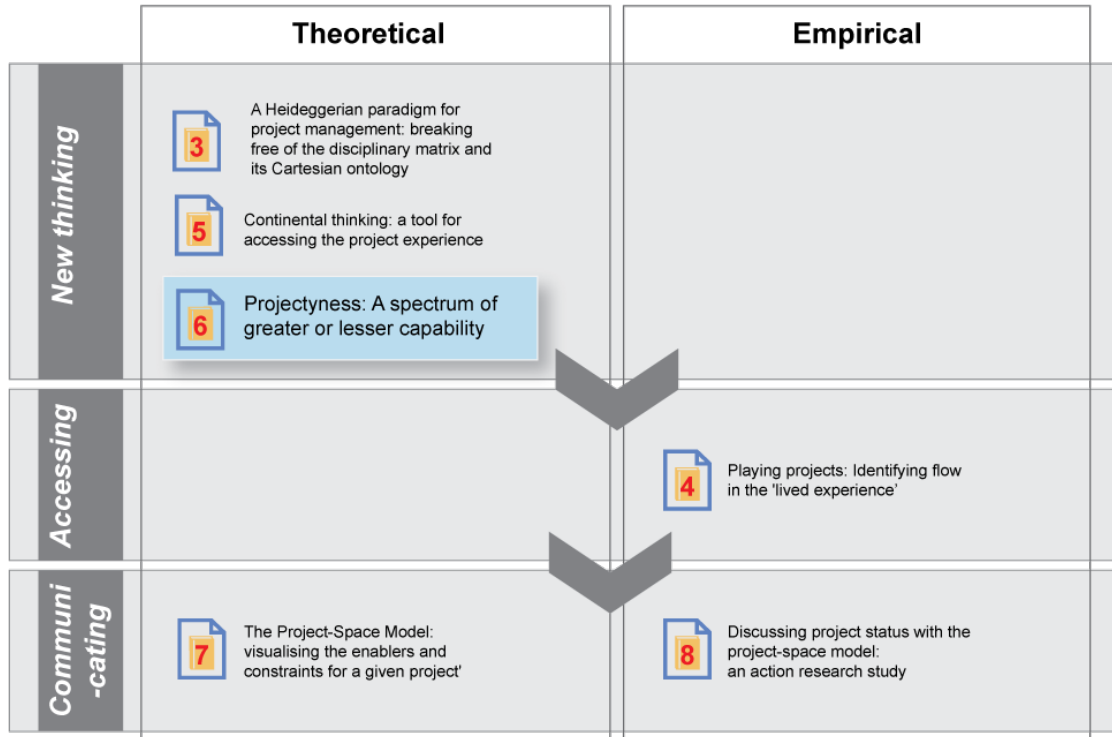 Theoretical
Empirical
New thinking
3
A Heideggerian paradigm for
project management: breaking
free of the disciplinary matrix and
its Cartesian ontology
5
Continental thinking: a tool for
accessing the project experience
6
Projectyness: A spectrum of
greater or lesser capability
Accessing
4
Playing projects: Identifying flow
in the 'lived experience’
Communi
-cating
7
The Project-Space Model:
visualising the enablers and
constraints for a given project'
8
Discussing project status with the
project-space model:
an action research study